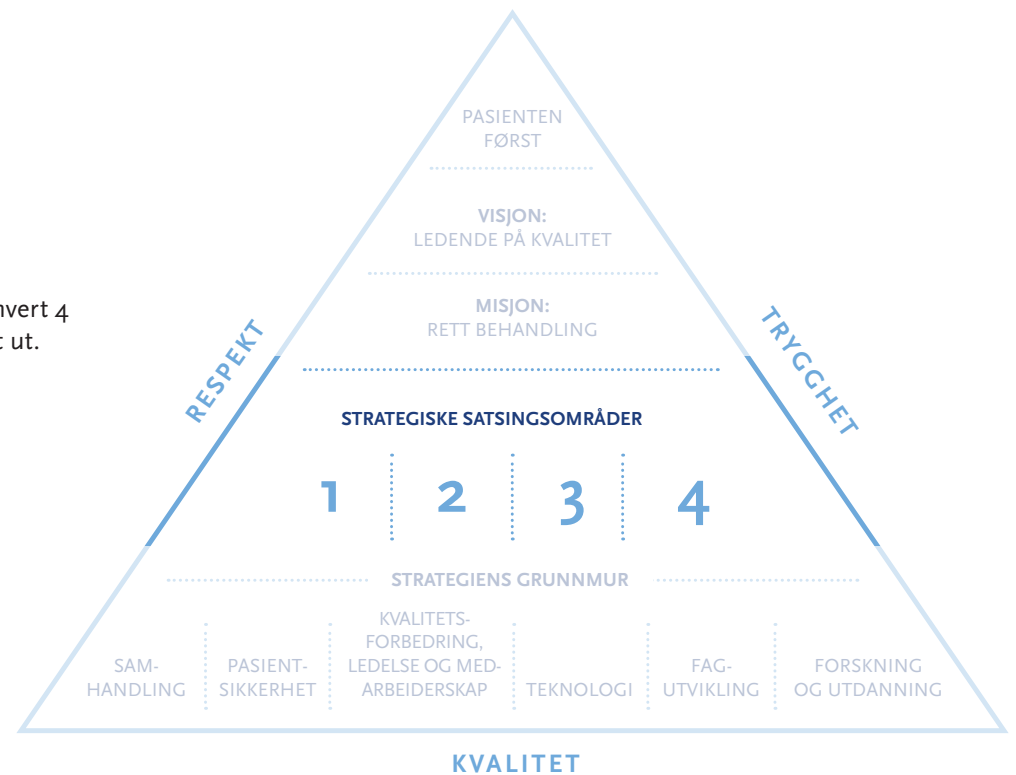 PASIENTEN
FØRST
VISJON:
LEDENDE PÅ KVALITET
MISJON:
RETT BEHANDLING
hvert 4
t ut.
RESPEKT
TRYGGHET
STRATEGISKE SATSINGSOMRÅDER
1 2 3 4
STRATEGIENS GRUNNMUR
SAM-
HANDLING
PASIENT-
SIKKERHET
KVALITETS-
FORBEDRING,
LEDELSE OG MED-
ARBEIDERSKAP
TEKNOLOGI
FAG-
UTVIKLING
FORSKNING
OG UTDANNING
KVALITET